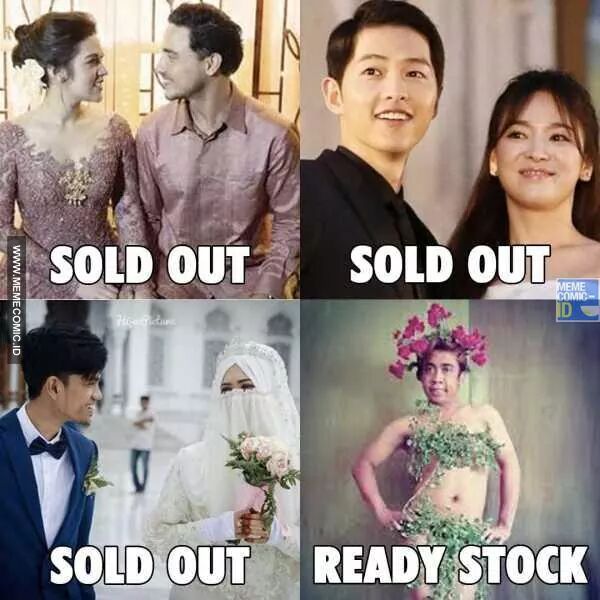 SOLD OUT
SOLD OUT
WWW.MEMECOMIC.ID
MEME
COMIC-
ID
SOLD OUT
READY STOCK